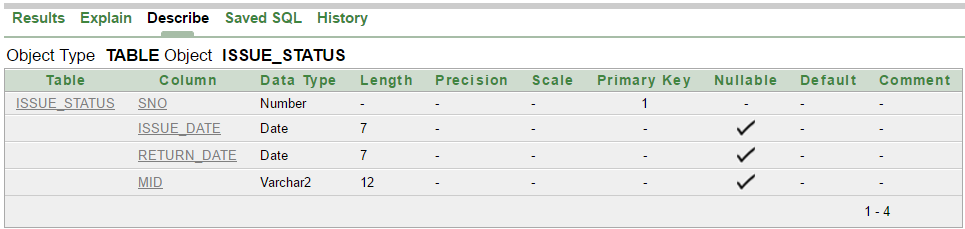 Results Explain Describe Saved SQL History
Object Type TABLE Object ISSUE_STATUS
Table Column Data Type Length Precision Scale Primary Key Nullable Default Comment
ISSUE_STATUS SNO Number - - - 1 - - -
ISSUE_DATE Date 7 - - - ✓ - -
RETURN_DATE Date 7 - - - ✓ - -
MID Varchar2 12 - - - ✓ - -
1 - 4